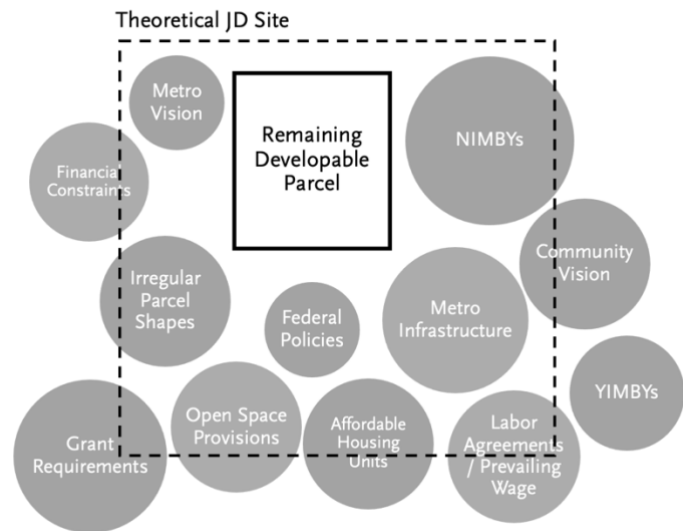 Theoretical JD Site
Metro
Vision
Remaining
Developable
Parcel
NIMBYs
Financial
Constraints
Community
Vision
Irregular
Parcel
Shapes
Federal
Policies
Metro
Infrastructure
YIMBYs
Grant
Requirements
Open Space
Provisions
Affordable
Housing
Units
Labor
Agreements
/ Prevailing
Wage